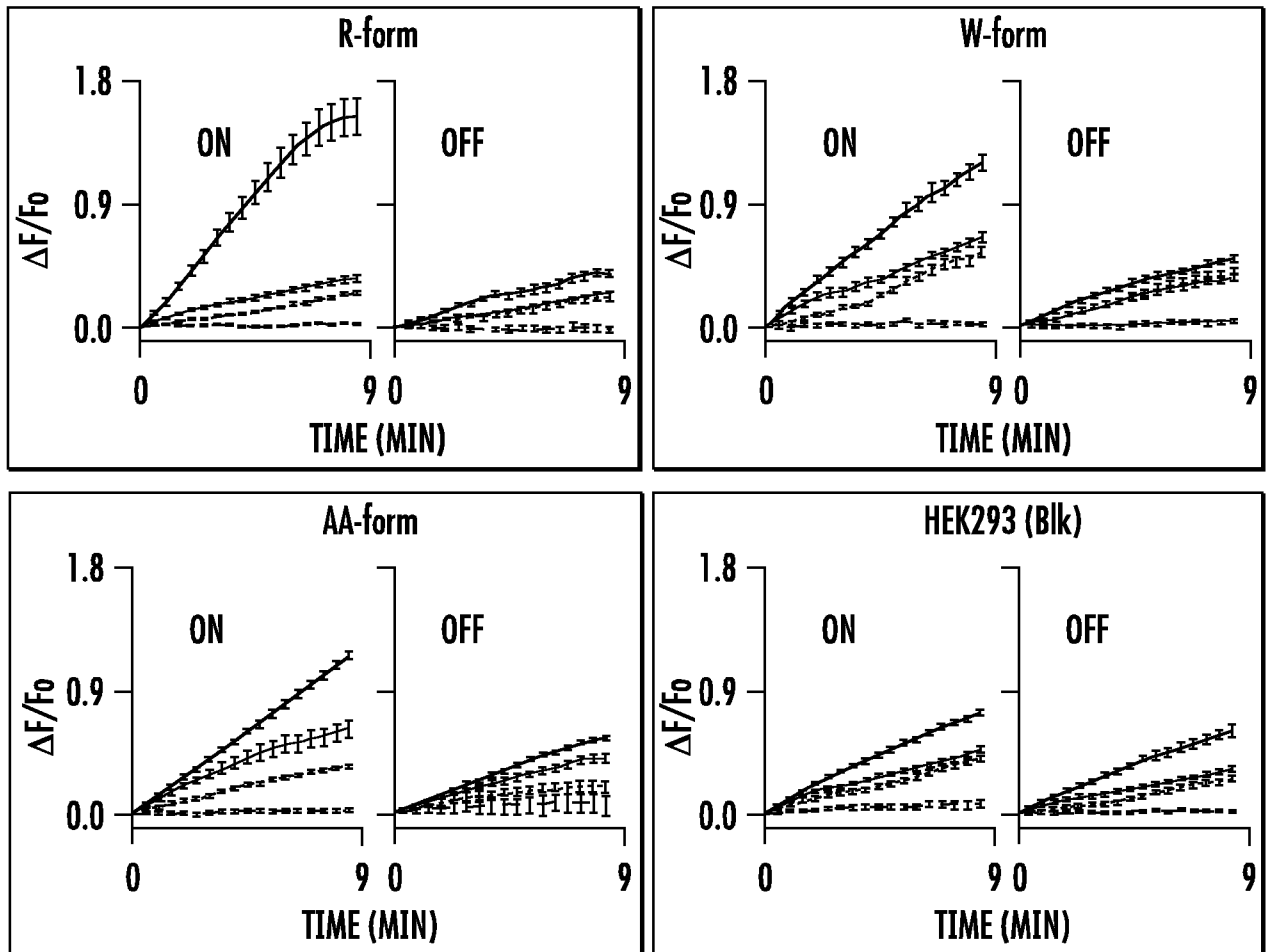 R-form
1.8
0.9
0.0
ΔF/Fo
ON
OFF
0
9
0
9
TIME (MIN)
W-form
1.8
0.9
0.0
ΔF/Fo
ON
OFF
0
9
0
9
TIME (MIN)
AA-form
1.8
0.9
0.0
ΔF/Fo
ON
OFF
0
9
0
9
TIME (MIN)
HEK293 (Blk)
1.8
0.9
0.0
ΔF/Fo
ON
OFF
0
9
0
9
TIME (MIN)